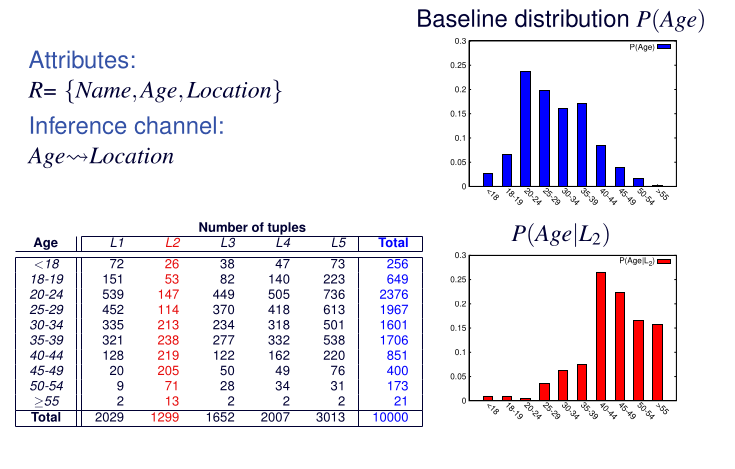 Baseline distribution P(Age)
Attributes:
R= {Name, Age, Location}
Inference channel:
Age⇝Location
0.3
0.25
0.2
0.15
0.1
0.05
0
P(Age)
<18
18-19
20-24
25-29
30-34
35-39
40-44
45-49
50-54
>55
Number of tuples
Age L1 L2 L3 L4 L5 Total
<18 72 26 38 47 73 256
18-19 151 53 82 140 223 649
20-24 539 147 449 505 736 2376
25-29 452 114 370 418 613 1967
30-34 335 213 234 318 501 1601
35-39 321 238 277 332 538 1706
40-44 128 219 122 162 220 851
45-49 20 205 50 49 76 400
50-54 9 71 28 34 31 173
≥55 2 13 2 2 2 21
Total 2029 1299 1652 2007 3013 10000
P(Age|L₂)
0.3
0.25
0.2
0.15
0.1
0.05
0
P(Age|L₂)
<18
18-19
20-24
25-29
30-34
35-39
40-44
45-49
50-54
>55